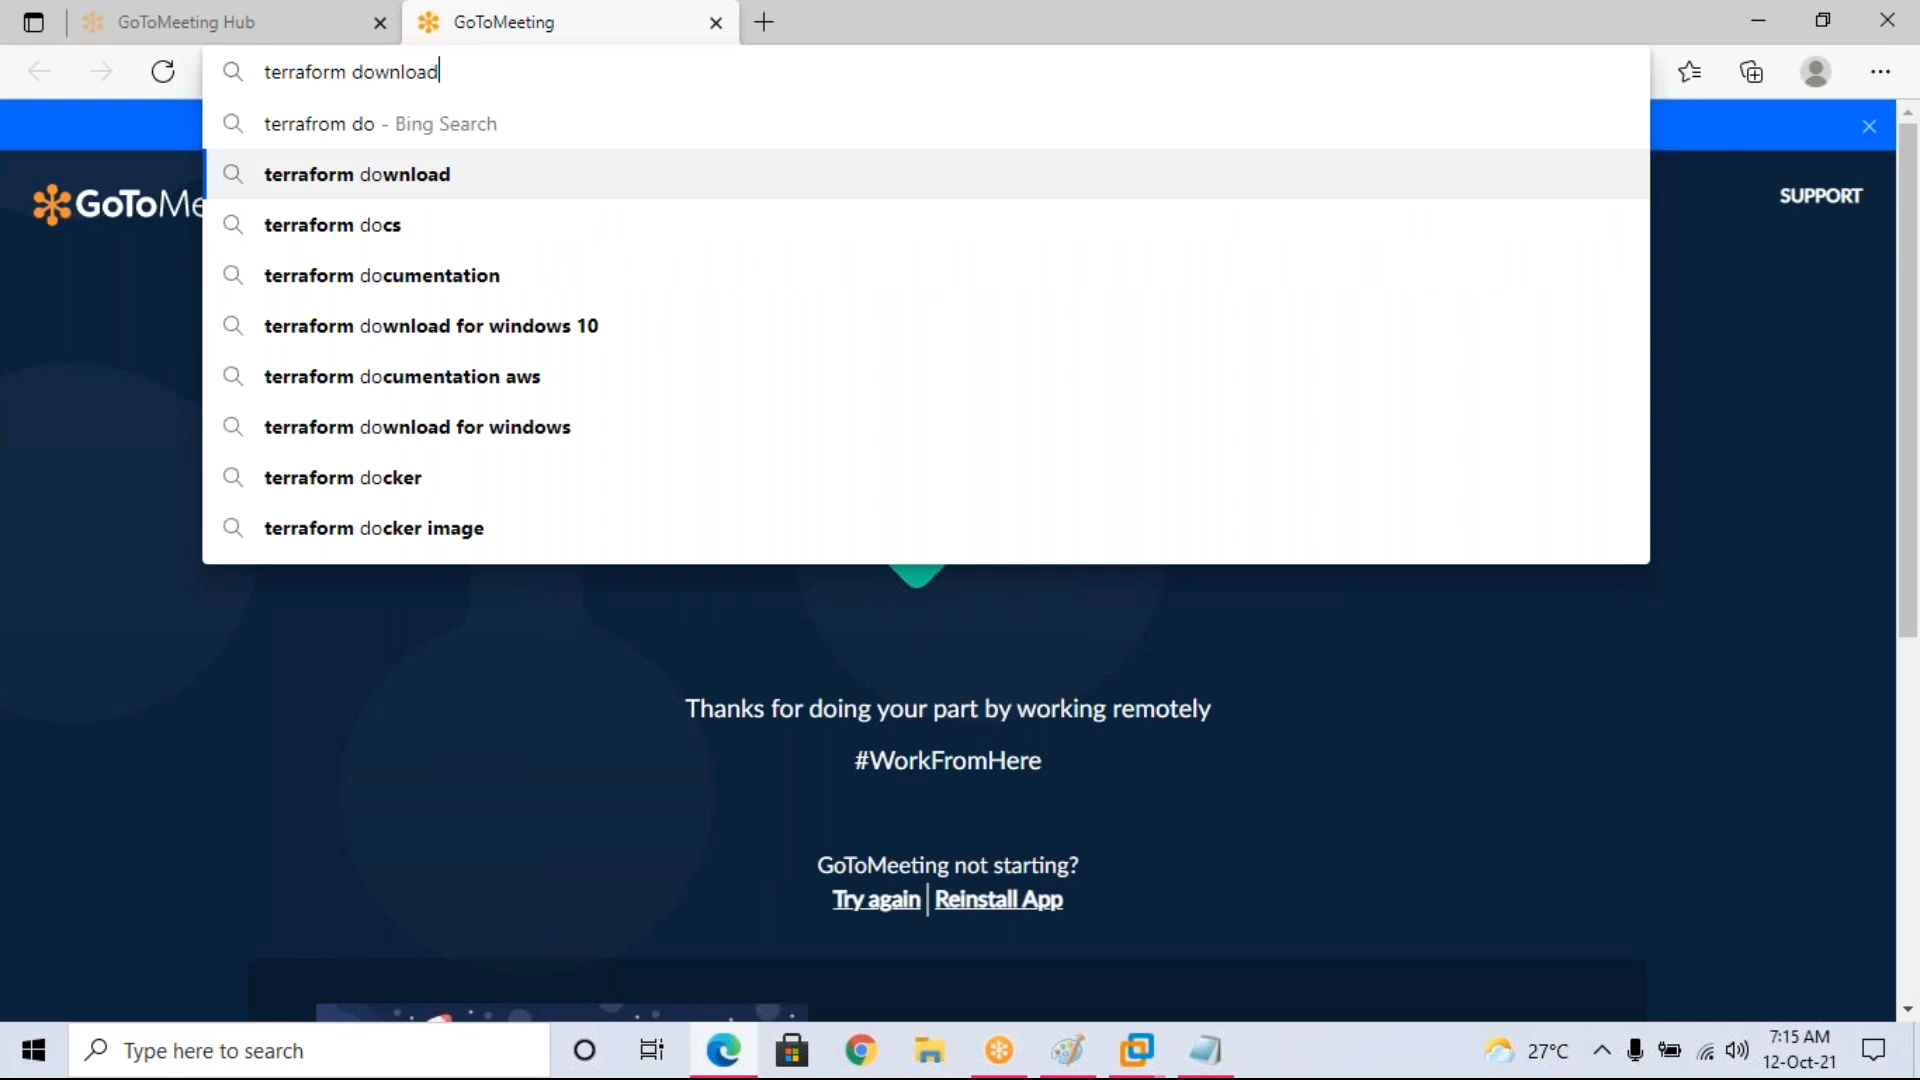 GoToMeeting Hub
GoToMeeting
terraform download
terrafrom do - Bing Search
terraform download
terraform docs
terraform documentation
terraform download for windows 10
terraform documentation aws
terraform download for windows
terraform docker
terraform docker image
GoToMe
SUPPORT
Thanks for doing your part by working remotely
#WorkFromHere
GoToMeeting not starting?
Try again | Reinstall App
Type here to search
27°C
7:15 AM
12-Oct-21